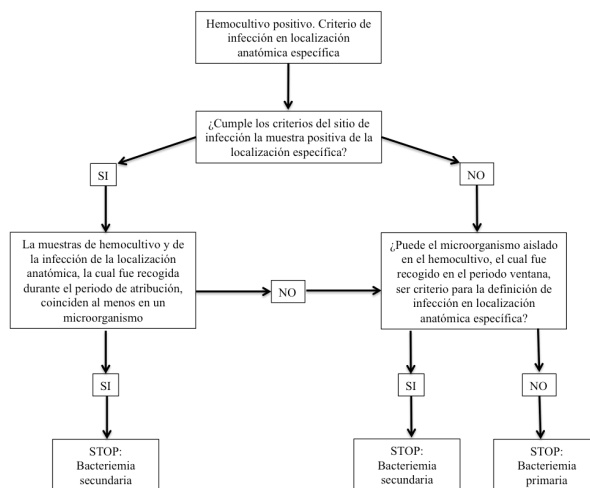 Hemocultivo positivo. Criterio de
infección en localización
anatómica específica
¿Cumple los criterios del sitio de
infección la muestra positiva de la
localización específica?
SI
NO
La muestras de hemocultivo y de
la infección de la localización
anatómica, la cual fue recogida
durante el periodo de atribución,
coinciden al menos en un
microorganismo
NO
¿Puede el microorganismo aislado
en el hemocultivo, el cual fue
recogido en el periodo ventana,
ser criterio para la definición de
infección en localización
anatómica específica?
SI
SI
NO
STOP:
Bacteriemia
secundaria
STOP:
Bacteriemia
secundaria
STOP:
Bacteriemia
primaria